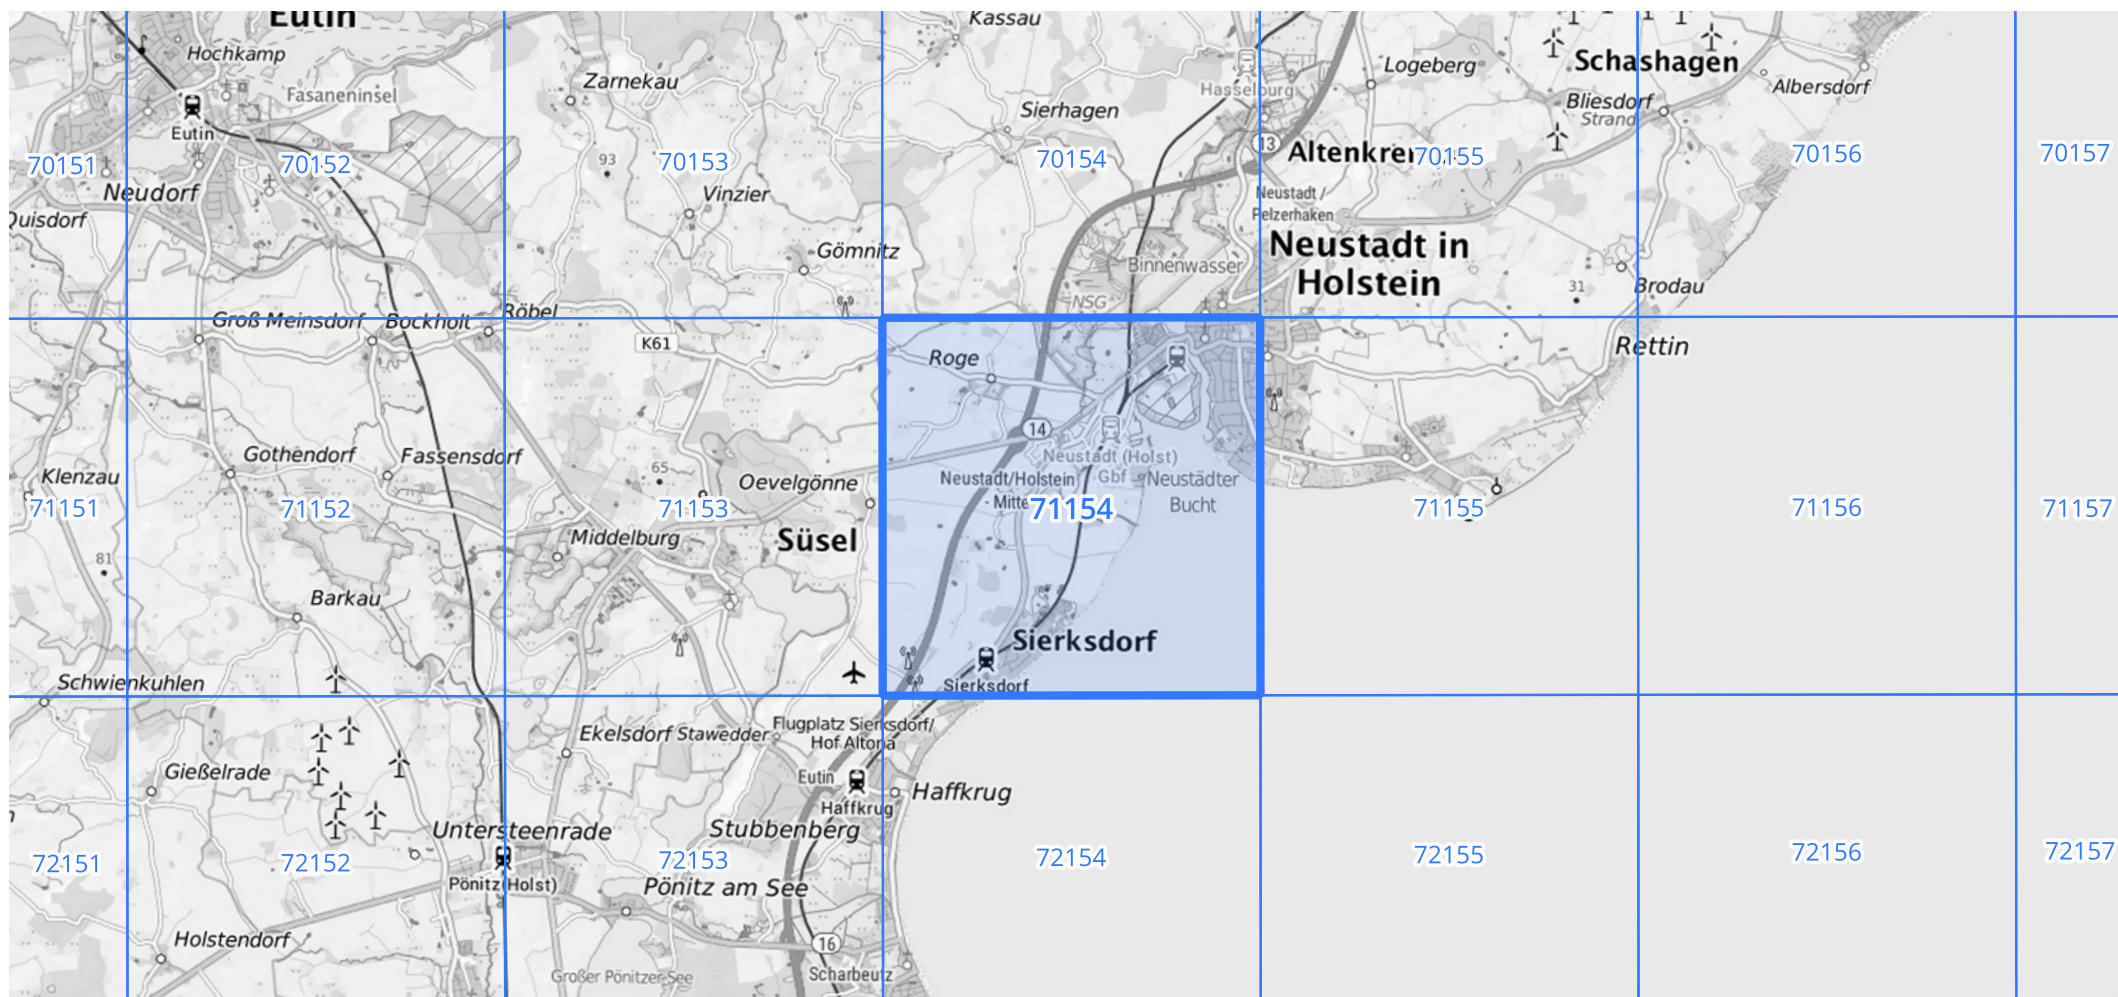 Eutin
Kassau
Hochkamp
Fasaneninsel
Zarnekau
Hasselburg
Logeberg
Schashagen
Albersdorf
Bliesdorf
Strand
Sierhagen
Eutin
93
13
70151
70152
70153
70154
70155
70156
70157
Neudorf
Vinzier
Neustadt /
Pelzerhaken
Gömnitz
Neustadt in
Holstein
Binnenwasser
NSG
31
Brodau
Röbel
Groß Meinsdorf
Bockholt
K61
Roge
Rettin
14
Klenzau
Gothendorf
Fassensdorf
65
Oevelgönne
Neustadt (Holst)
Gbf
Neustadt/Holstein
- Mitte
Neustädter
Bucht
71151
71152
71153
71154
71155
71156
71157
81
Middelburg
Süsel
Barkau
Sierksdorf
Sierksdorf
Schwienkuhlen
Ekelsdorf
Stawedder
Flugplatz Sierksdorf/
Hof Altona
Gießelrade
Eutin
Haffkrug
Haffkrug
Untersteenrade
Stubbenberg
72151
72152
72153
72154
72155
72156
72157
Pönitz (Holst)
Pönitz am See
Holstendorf
16
Großer Pönitzer See
Scharbeutz